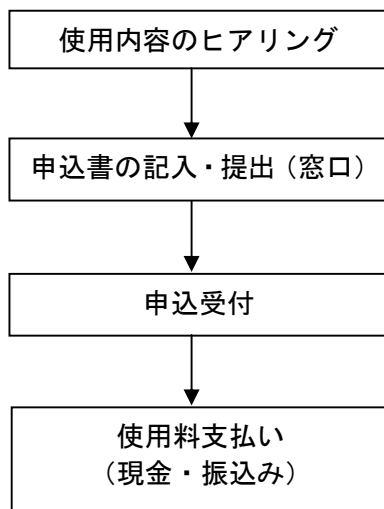 使用内容のヒアリング
申込書の記入・提出（窓口）
申込受付
使用料支払い
（現金・振込み）